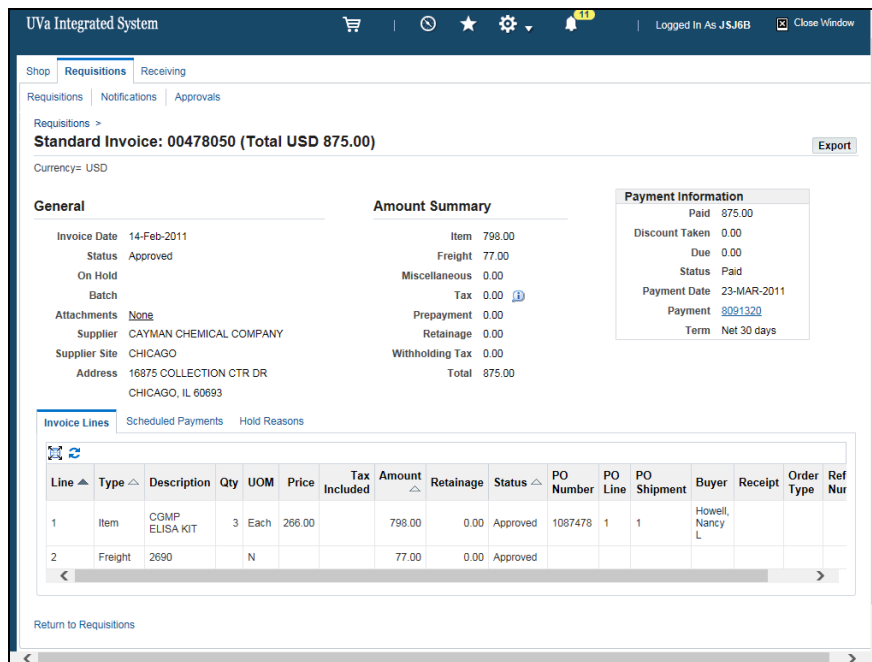 UVa Integrated System
11
Logged In As JSJ6B
Close Window
Shop Requisitions Receiving
Requisitions Notifications Approvals
Requisitions >
Standard Invoice: 00478050 (Total USD 875.00)
Export
Currency= USD
General
Invoice Date 14-Feb-2011
Status Approved
On Hold
Batch
Attachments None
Supplier CAYMAN CHEMICAL COMPANY
Supplier Site CHICAGO
Address 16875 COLLECTION CTR DR
CHICAGO, IL 60693
Amount Summary
Item 798.00
Freight 77.00
Miscellaneous 0.00
Tax 0.00
Prepayment 0.00
Retainage 0.00
Withholding Tax 0.00
Total 875.00
Payment Information
Paid 875.00
Discount Taken 0.00
Due 0.00
Status Paid
Payment Date 23-MAR-2011
Payment 8091320
Term Net 30 days
Invoice Lines Scheduled Payments Hold Reasons
Line Type Description Qty UOM Price Tax Included Amount Retainage Status PO Number PO Line PO Shipment Buyer Receipt Order Type Ref Nur
1 Item CGMP ELISA KIT 3 Each 266.00 798.00 0.00 Approved 1087478 1 1 Howell, Nancy L
2 Freight 2690 N 77.00 0.00 Approved
Return to Requisitions